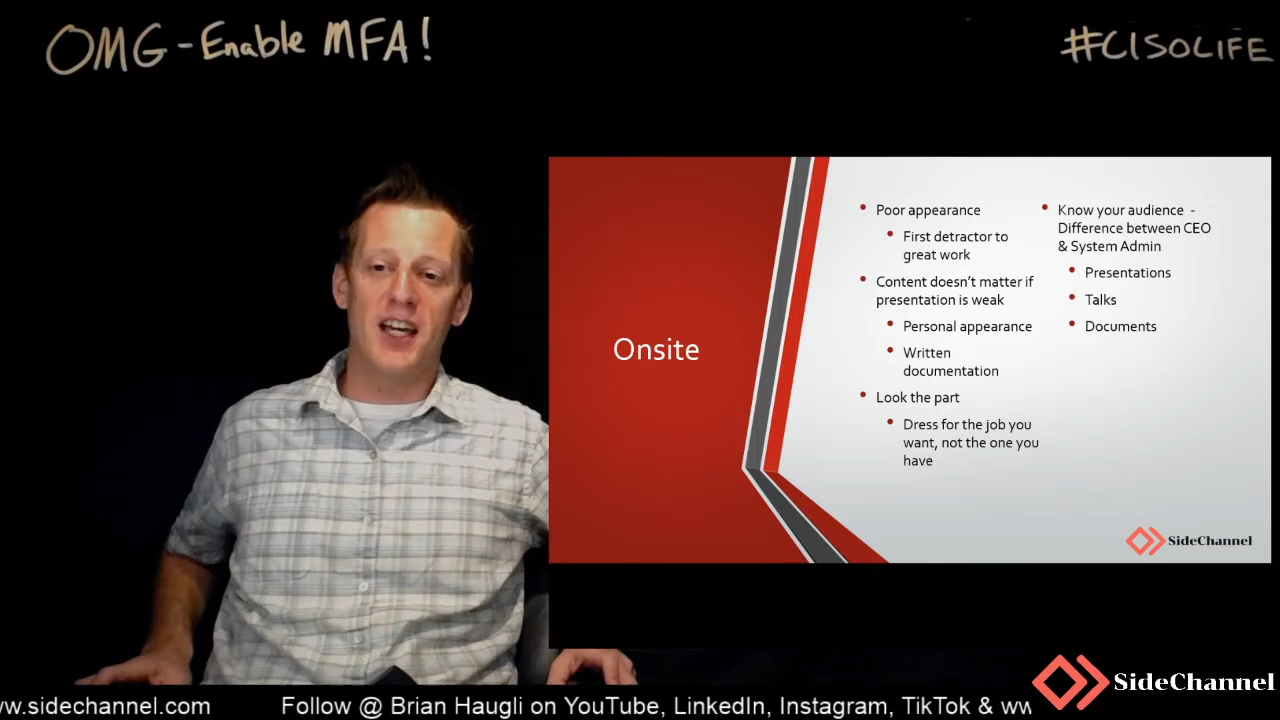 OMG - Enable MFA!
#CISOLIFE
Onsite
• Poor appearance
• First detractor to
great work
• Content doesn't matter if
presentation is weak
• Personal appearance
• Written
documentation
• Look the part
• Dress for the job you
want, not the one you
have
• Know your audience -
Difference between CEO
& System Admin
• Presentations
• Talks
• Documents
SideChannel
SideChannel
w.sidechannel.com Follow @ Brian Haugli on YouTube, LinkedIn, Instagram, TikTok & ww